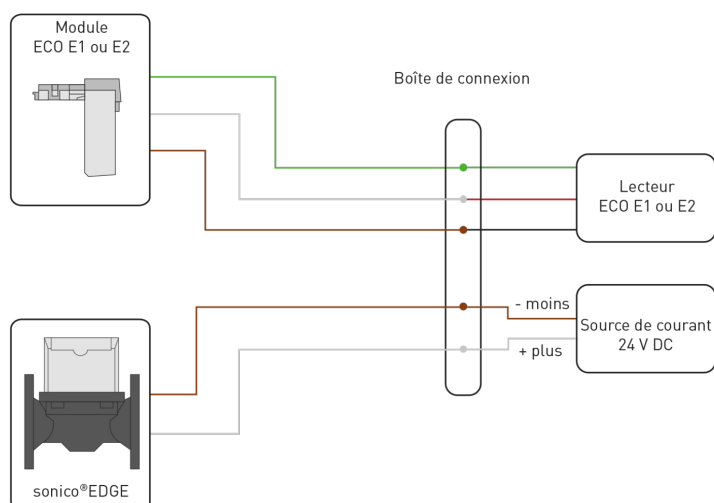 Module
ECO E1 ou E2
Boîte de connexion
Lecteur
ECO E1 ou E2
- moins
Source de courant
24 V DC
+ plus
sonico®EDGE